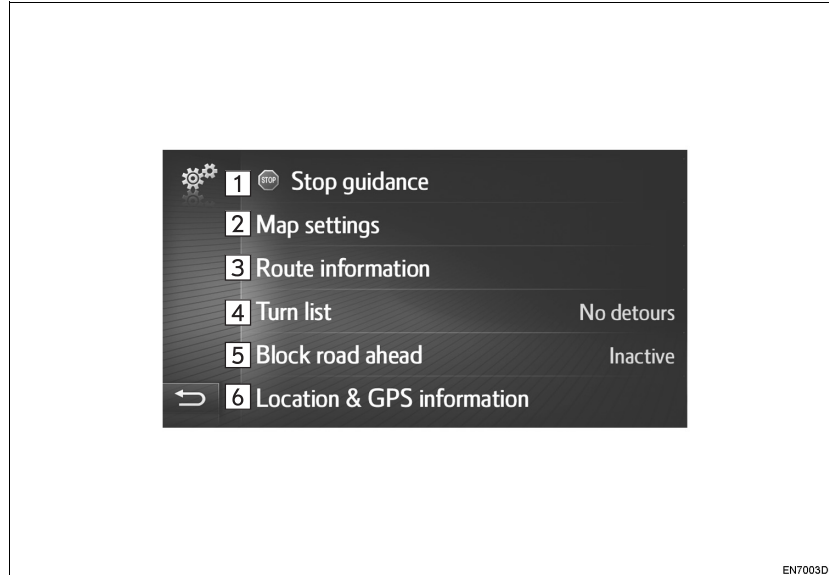 1 STOP Stop guidance
2 Map settings
3 Route information
4 Turn list No detours
5 Block road ahead Inactive
6 Location & GPS information
EN7003D